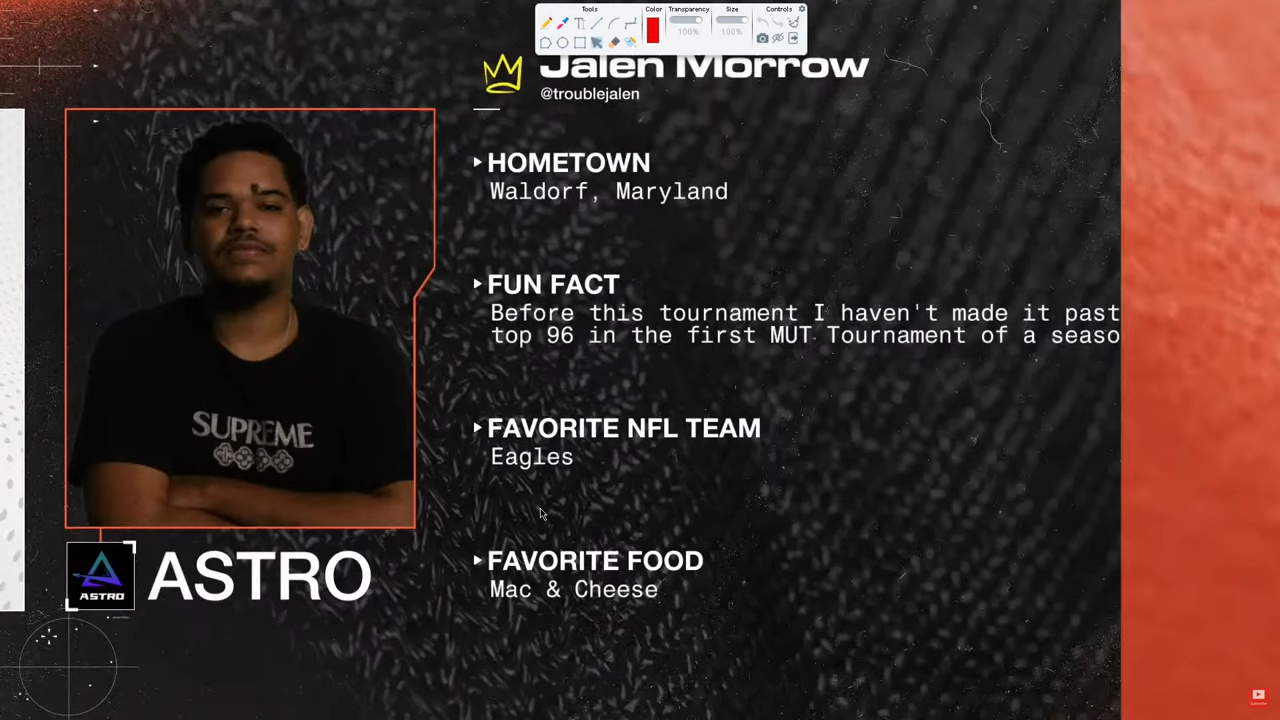 Tools
Color
Transparency
Size
Controls
100%
100%
Jalen Morrow
@troublejalen
HOMETOWN
Waldorf, Maryland
FUN FACT
Before this tournament I haven't made it past
top 96 in the first MUT Tournament of a seaso
FAVORITE NFL TEAM
Eagles
FAVORITE FOOD
Mac & Cheese
SUPREME
ASTRO
ASTRO